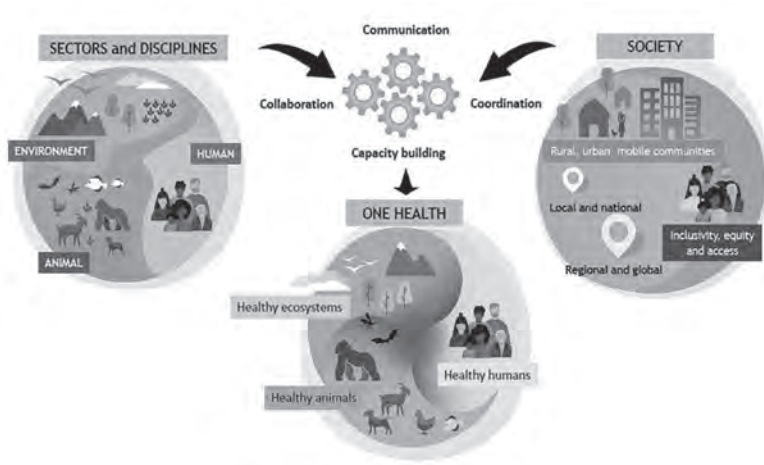 Communication
SECTORS and DISCIPLINES
SOCIETY
Collaboration
Coordination
ENVIRONMENT
HUMAN
Capacity building
Rural, urban mobile communities
Local and national
ONE HEALTH
Inclusivity, equity
and access
ANIMAL
Regional and global
Healthy ecosystems
Healthy humans
Healthy animals